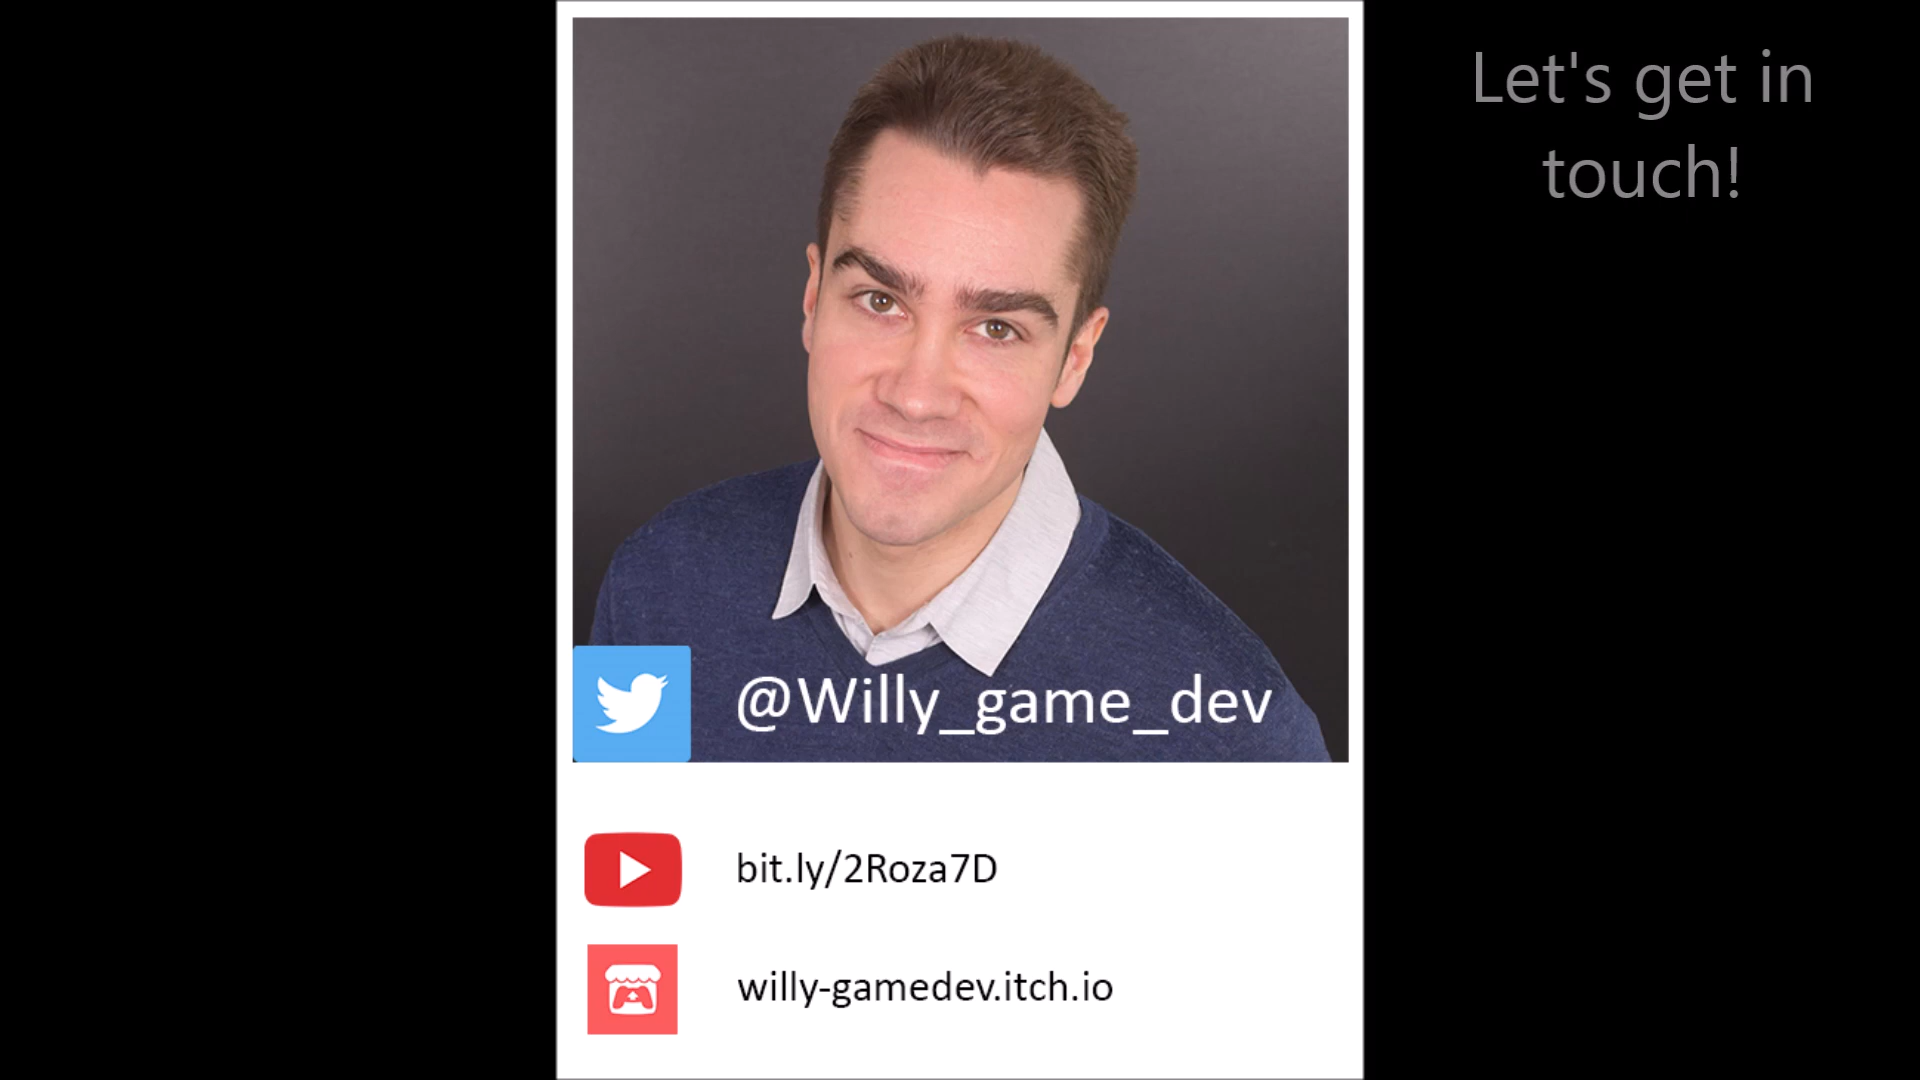 Let's get in
touch!
@Willy_game_dev
bit.ly/2Roza7D
willy-gamedev.itch.io